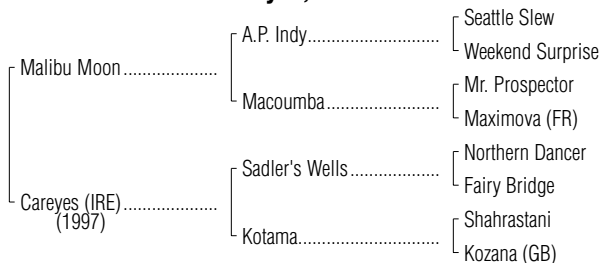 Seattle Slew
A.P. Indy
Weekend Surprise
Malibu Moon
Mr. Prospector
Macoumba
Maximova (FR)
Northern Dancer
Sadler's Wells
Fairy Bridge
Careyes (IRE)
(1997)
Shahrastani
Kotama
Kozana (GB)